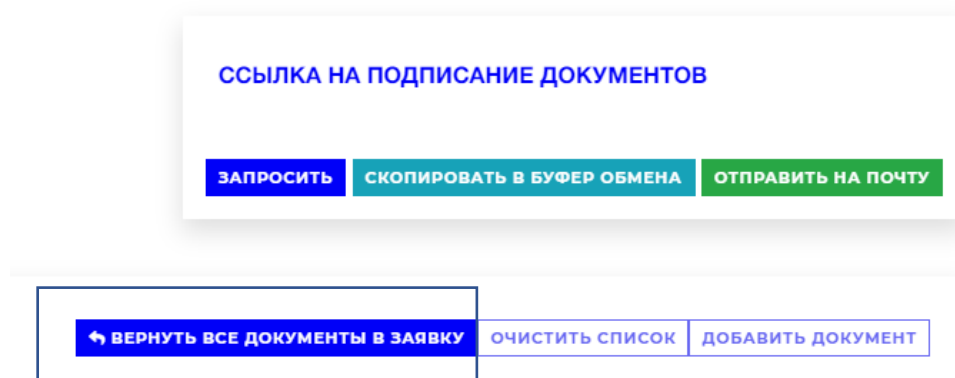 ССЫЛКА НА ПОДПИСАНИЕ ДОКУМЕНТОВ
ЗАПРОСИТЬ СКОПИРОВАТЬ В БУФЕР ОБМЕНА ОТПРАВИТЬ НА ПОЧТУ
ВЕРНУТЬ ВСЕ ДОКУМЕНТЫ В ЗАЯВКУ ОЧИСТИТЬ СПИСОК ДОБАВИТЬ ДОКУМЕНТ